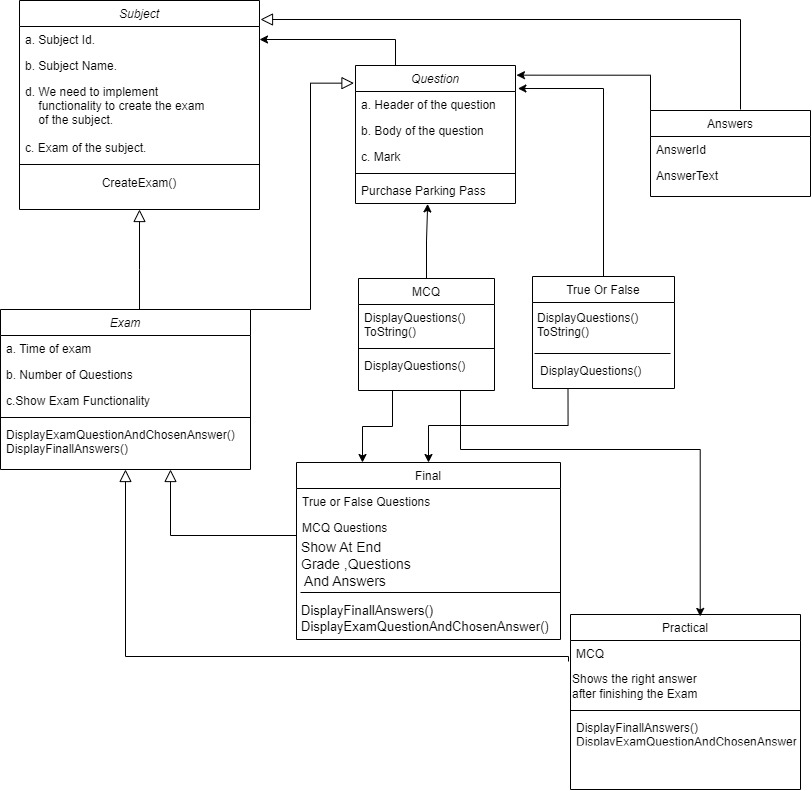 Subject
a. Subject Id.
b. Subject Name.
d. We need to implement
functionality to create the exam
of the subject.
c. Exam of the subject.
CreateExam()
Question
a. Header of the question
b. Body of the question
c. Mark
Purchase Parking Pass
Answers
AnswerId
AnswerText
MCQ
DisplayQuestions()
ToString()
DisplayQuestions()
True Or False
DisplayQuestions()
ToString()
DisplayQuestions()
Exam
a. Time of exam
b. Number of Questions
c.Show Exam Functionality
DisplayExamQuestionAndChosenAnswer()
DisplayFinallAnswers()
Final
True or False Questions
MCQ Questions
Show At End
Grade ,Questions
And Answers
DisplayFinallAnswers()
DisplayExamQuestionAndChosenAnswer()
Practical
MCQ
Shows the right answer
after finishing the Exam
DisplayFinallAnswers()
DisplayExamQuestionAndChosenAnswer